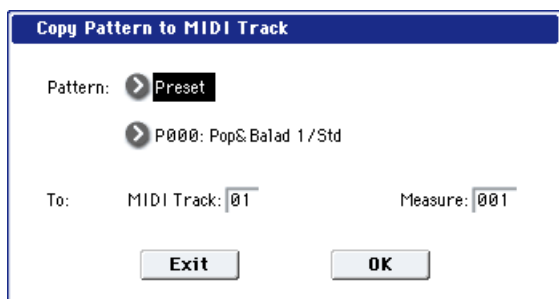 Copy Pattern to MIDI Track
Pattern: Preset
P000: Pop&Balad 1/Std
To: MIDI Track: 01 Measure: 001
Exit OK